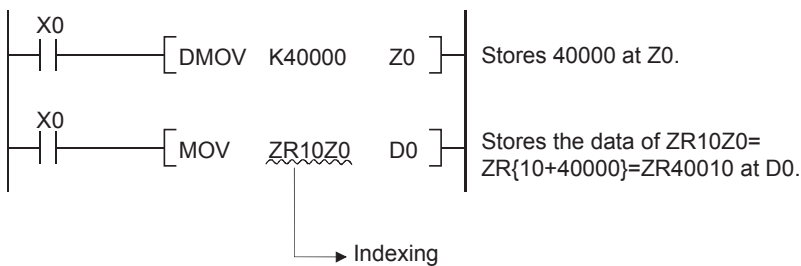 X0
DMOV K40000 Z0 Stores 40000 at Z0.
X0
MOV ZR10Z0 D0 Stores the data of ZR10Z0=
ZR{10+40000}=ZR40010 at D0.
Indexing